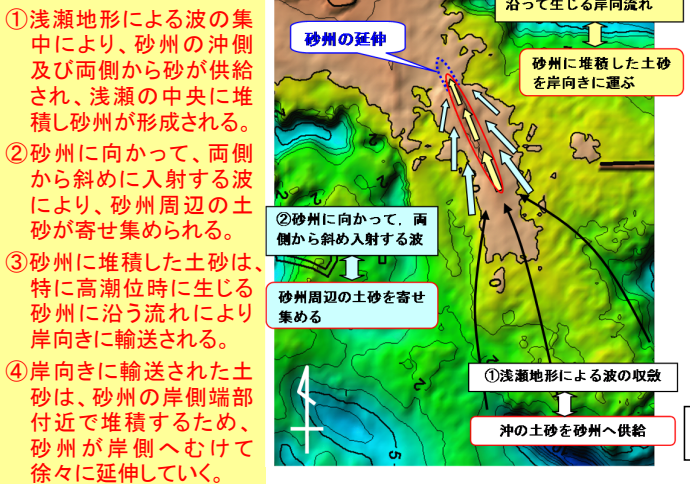 ①浅瀬地形による波の集
中により、砂州の沖側
及び両側から砂が供給
され、浅瀬の中央に堆
積し砂州が形成される。
②砂州に向かって、両側
から斜めに入射する波
により、砂州周辺の土
砂が寄せ集められる。
③砂州に堆積した土砂は、
特に高潮位時に生じる
砂州に沿う流れにより
岸向きに輸送される。
④岸向きに輸送された土
砂は、砂州の岸側端部
付近で堆積するため、
砂州が岸側へむけて
徐々に延伸していく。
沿って生じる岸向流れ
砂州に堆積した土砂
を岸向きに運ぶ
砂州の延伸
②砂州に向かって，両
側から斜め入射する波
砂州周辺の土砂を寄せ
集める
①浅瀬地形による波の収斂
沖の土砂を砂州へ供給
2
5